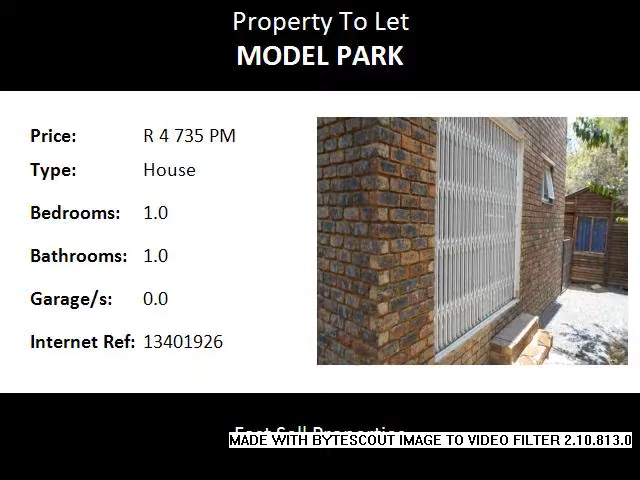 Property To Let
MODEL PARK
Price: R 4 735 PM
Type: House
Bedrooms: 1.0
Bathrooms: 1.0
Garage/s: 0.0
Internet Ref: 13401926
MADE WITH BYTESCOUT IMAGE TO VIDEO FILTER 2.10.813.0